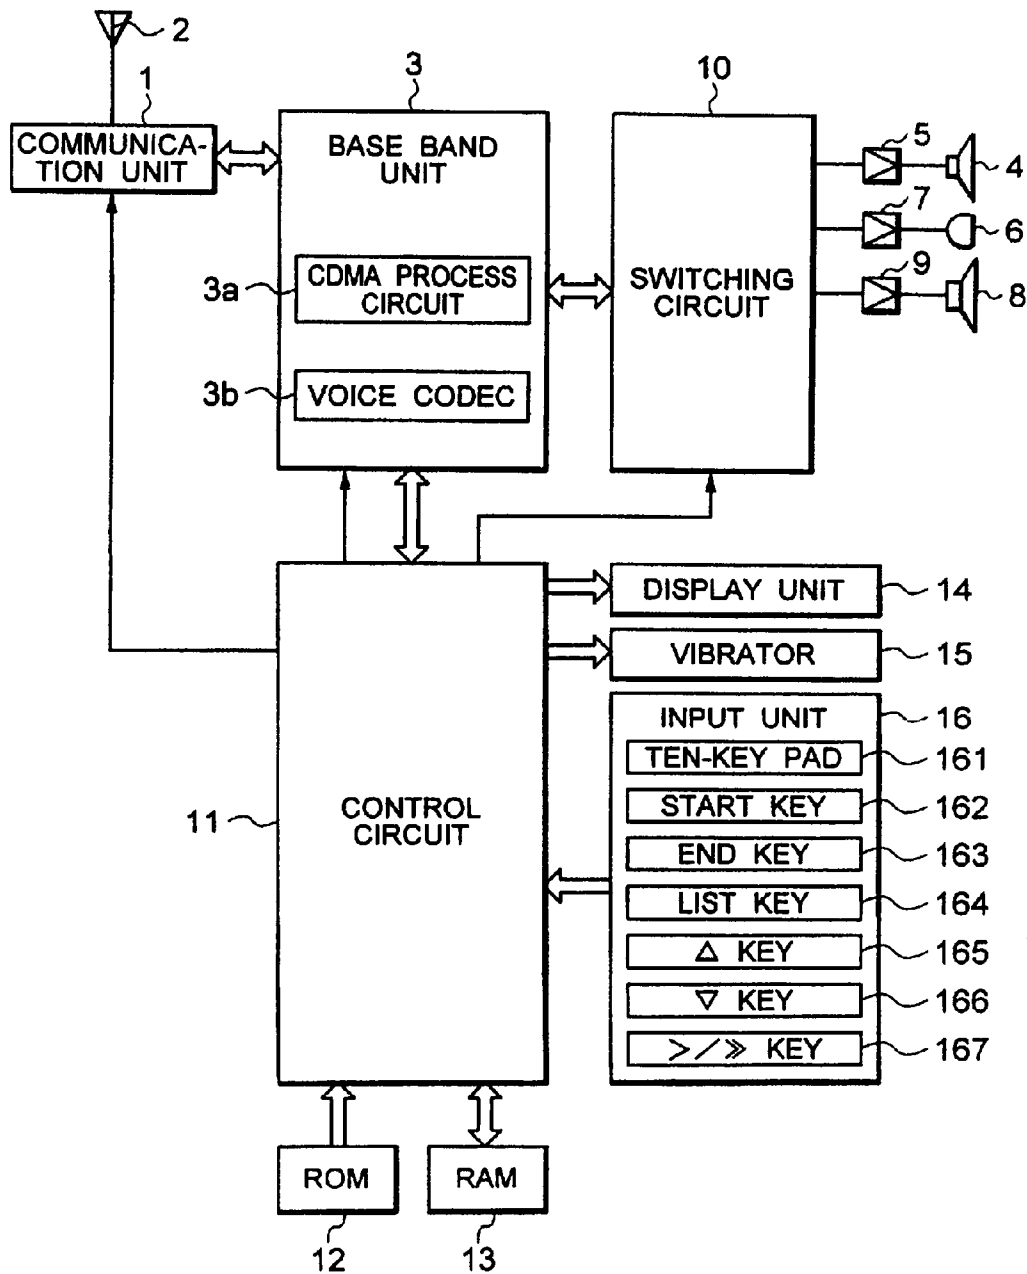 2
1
COMMUNICA-
TION UNIT
3
BASE BAND
UNIT
3a
CDMA PROCESS
CIRCUIT
3b
VOICE CODEC
10
SWITCHING
CIRCUIT
5
4
7
6
9
8
11
CONTROL
CIRCUIT
DISPLAY UNIT
14
VIBRATOR
15
INPUT UNIT
16
TEN-KEY PAD
161
START KEY
162
END KEY
163
LIST KEY
164
△ KEY
165
▽ KEY
166
>/≫ KEY
167
ROM
12
RAM
13